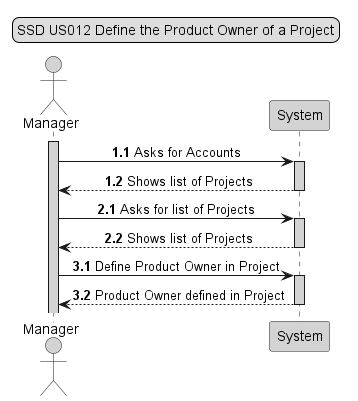 SSD US012 Define the Product Owner of a Project
Manager
System
1.1 Asks for Accounts
1.2 Shows list of Projects
2.1 Asks for list of Projects
2.2 Shows list of Projects
3.1 Define Product Owner in Project
3.2 Product Owner defined in Project
Manager
System